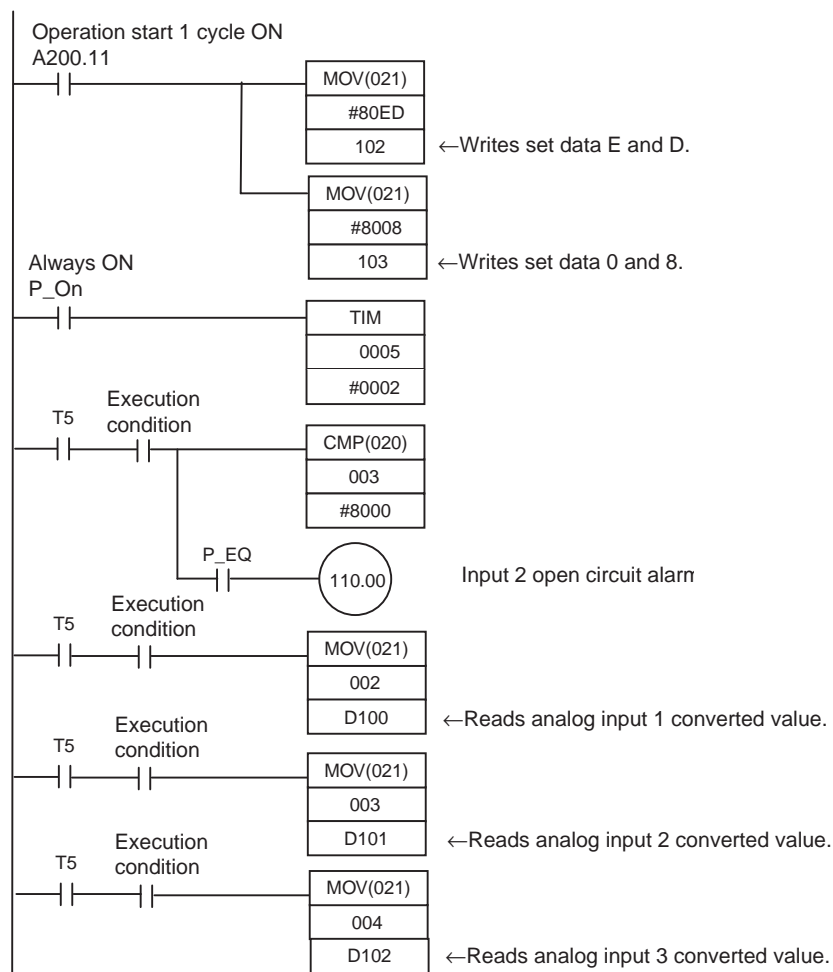 Operation start 1 cycle ON
A200.11
MOV(021)
#80ED
102 ←Writes set data E and D.
MOV(021)
#8008
103 ←Writes set data 0 and 8.
Always ON
P_On
TIM
0005
#0002
T5 Execution
condition
CMP(020)
003
#8000
P_EQ
110.00 Input 2 open circuit alarm
T5 Execution
condition
MOV(021)
002
D100 ←Reads analog input 1 converted value.
T5 Execution
condition
MOV(021)
003
D101 ←Reads analog input 2 converted value.
T5 Execution
condition
MOV(021)
004
D102 ←Reads analog input 3 converted value.